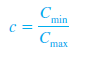 c = C_min / C_max